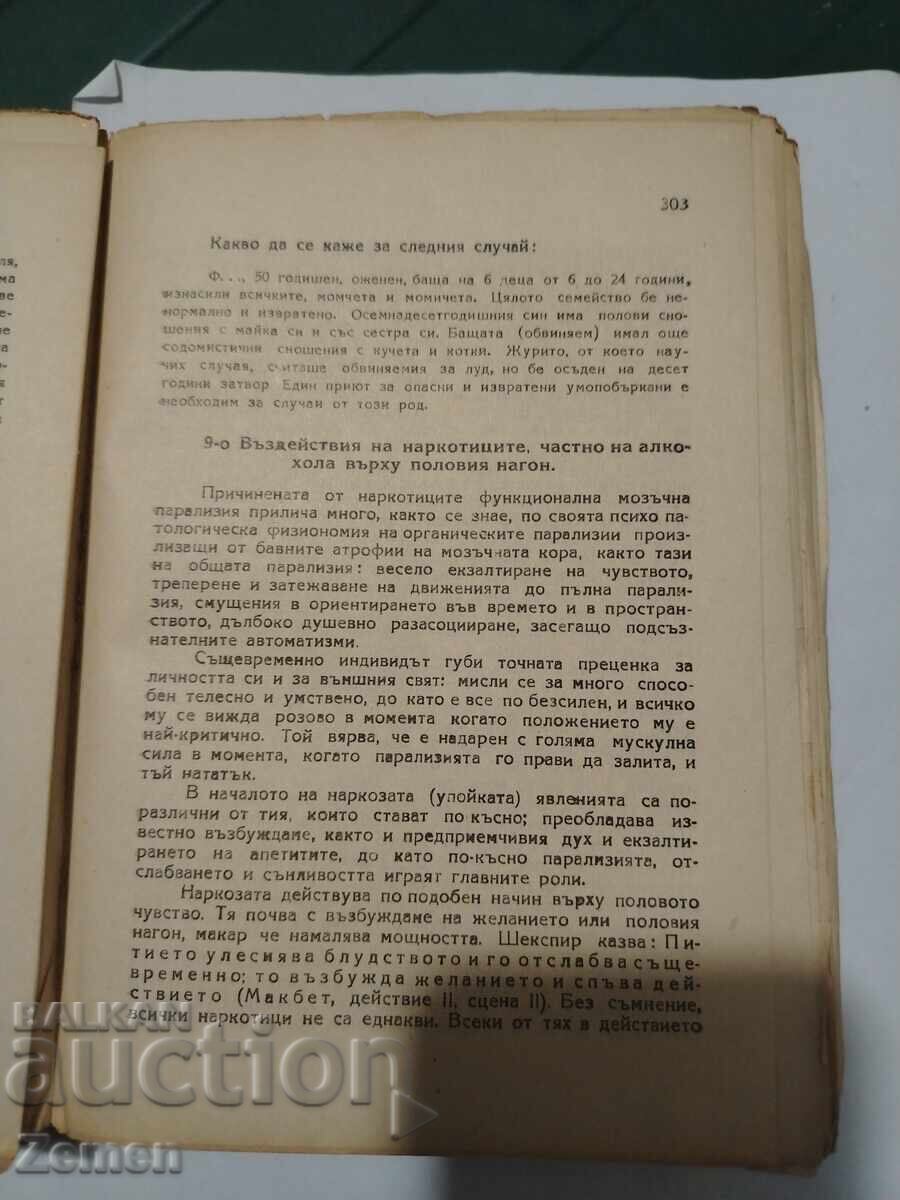 303
Какво да се каже за следния случай:
Ф..., 50 годишен, оженен, баща на 6 деца от 6 до 24 години,
изнасили всичките, момчета и момичета. Цялото семейство бе не-
нормално и извратено. Осемнадесетгодишния син има полови сно-
шения с майка си и със сестра си. Бащата (обвиняем) имал още
содомистични сношения с кучета и котки. Журито, от което нау-
чих случая, считаше обвиняемия за луд, но бе осъден на десет
години затвор Един приют за опасни и извратени умопобъркани е
необходим за случаи от този род.
9-о Въздействия на наркотиците, частно на алко-
хола върху половия нагон.
Причинената от наркотиците функционална мозъчна
парализия прилича много, както се знае, по своята психо па-
тологическа физиономия на органическите парализии произ-
лизащи от бавните атрофии на мозъчната кора, както тази
на общата парализия: весело екзалтиране на чувството,
треперене и затежаване на движенията до пълна парали-
зия, смущения в ориентирането във времето и в простран-
ството, дълбоко душевно разасоцииране, засегащо подсъз-
нателните автоматизми.
Същевременно индивидът губи точната преценка за
личността си и за външния свят: мисли се за много способ-
бен телесно и умствено, до като е все по безсилен, и всичко
му се вижда розово в момента когато положението му е
най-критично. Той вярва, че е надарен с голяма мускулна
сила в момента, когато парализията го прави да залита, и
тъй нататък.
В началото на наркозата (упойката) явленията са по-
различни от тия, които стават по късно; преобладава из-
вестно възбуждане, както и предприемчивия дух и екзалти-
рането на апетитите, до като по-късно парализията, от-
слабването и сънливостта играят главните роли.
Наркозата действува по подобен начин върху половото
чувство. Тя почва с възбуждане на желанието или половия
нагон, макар че намалява мощността. Шекспир казва: Пи-
тието улеснява блудството и го отслабва съще-
временно; то възбужда желанието и спъва дей-
ствието (Макбет, действие II, сцена II). Без съмнение,
всички наркотици не са еднакви. Всеки от тях в действието
BALKAN
auction
Zemen
ля,
ма
ве
е-
не
а
о-
я
т
с